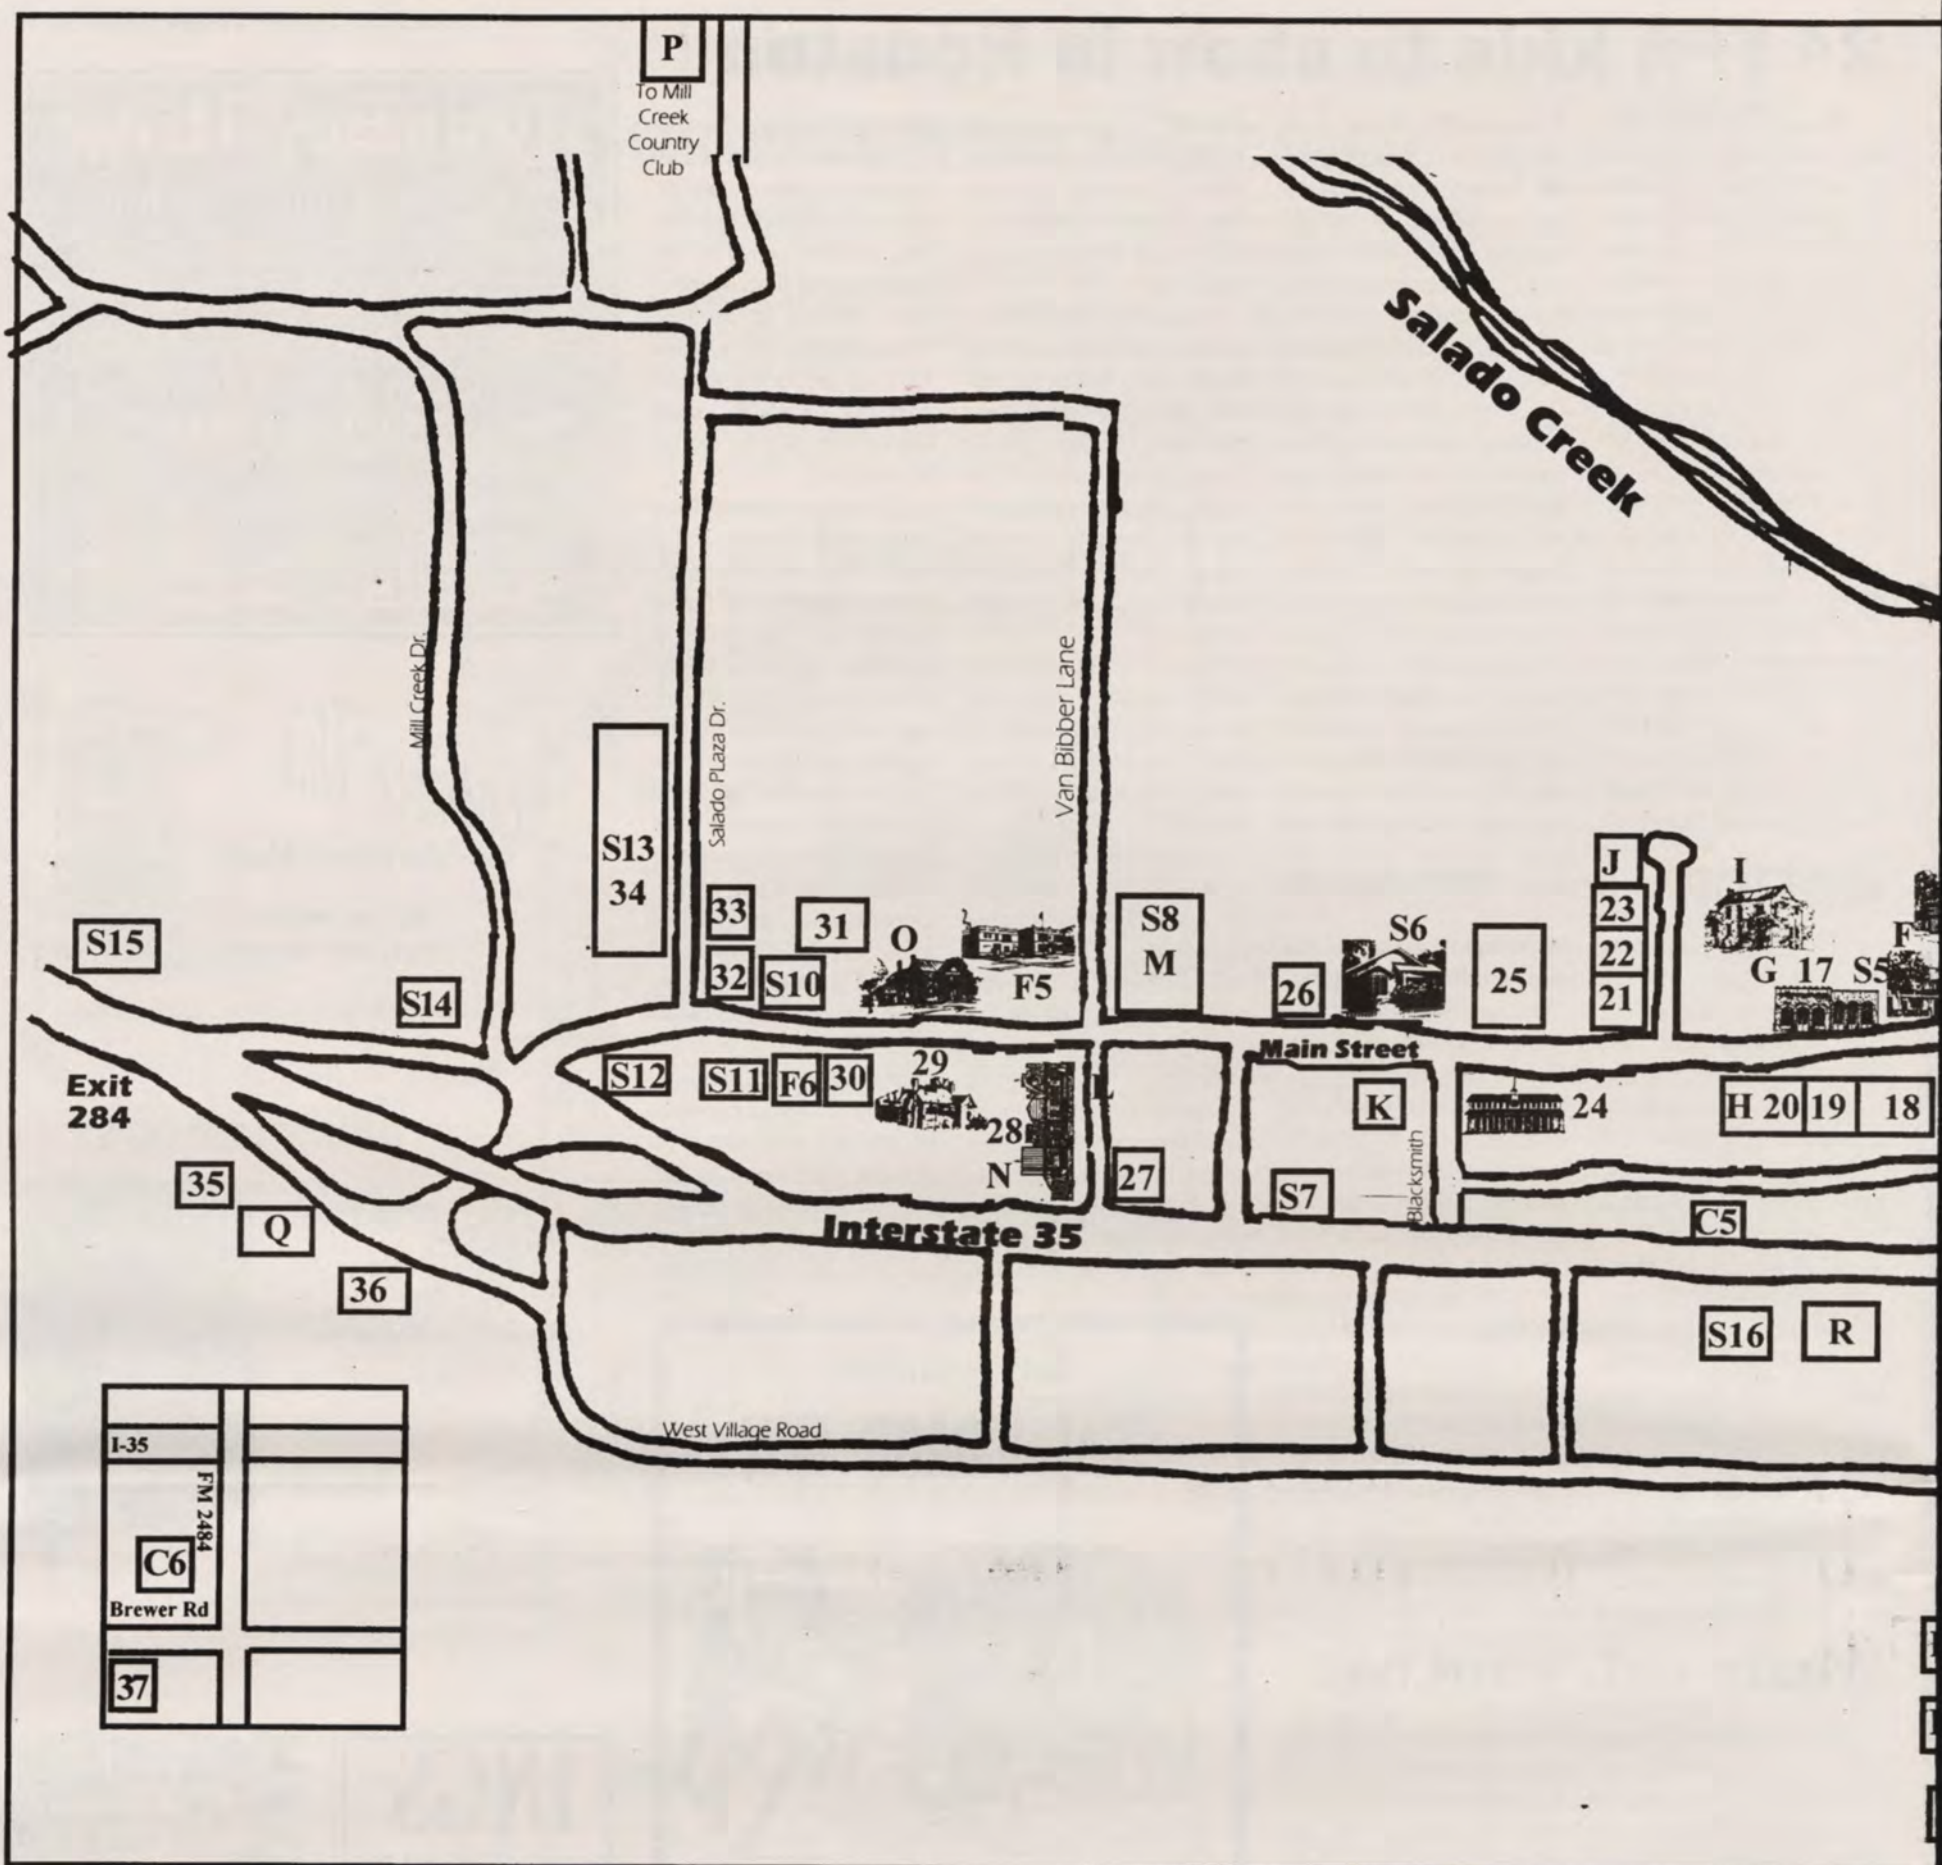 P
To Mill
Creek
Country
Club
Salado Creek
Mill Creek Dr.
Salado PLaza Dr.
Van Bibber Lane
S13
34
33
32
31
S10
O
F5
S8
M
26
S6
25
J
23
22
21
I
G 17 S5
F
S15
S14
Main Street
Exit
284
S12
S11
F6
30
29
28
N
L
27
K
S7
Blacksmith
24
H 20 19 18
C5
35
Q
36
Interstate 35
S16
R
West Village Road
I-35
FM 2484
C6
Brewer Rd
37